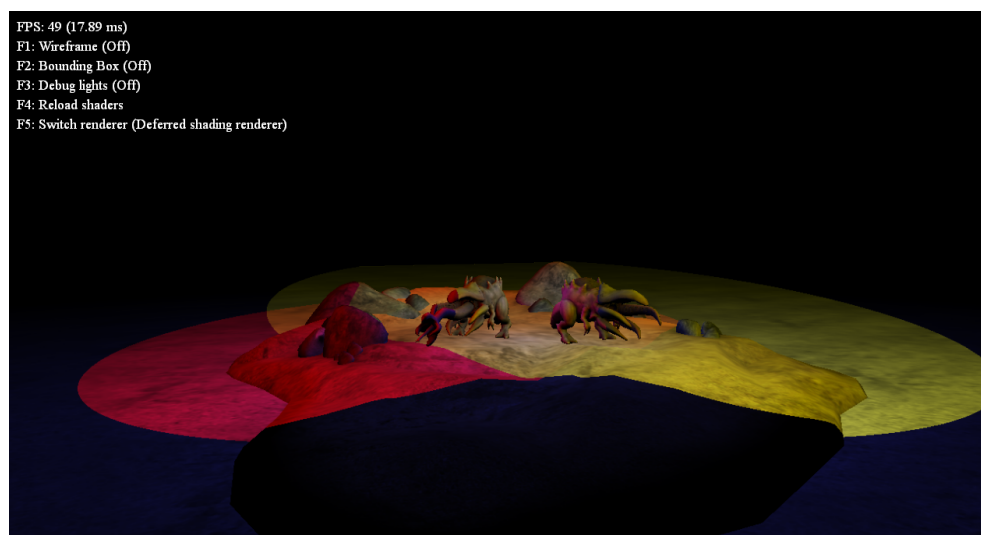 FPS: 49 (17.89 ms)
F1: Wireframe (Off)
F2: Bounding Box (Off)
F3: Debug lights (Off)
F4: Reload shaders
F5: Switch renderer (Deferred shading renderer)